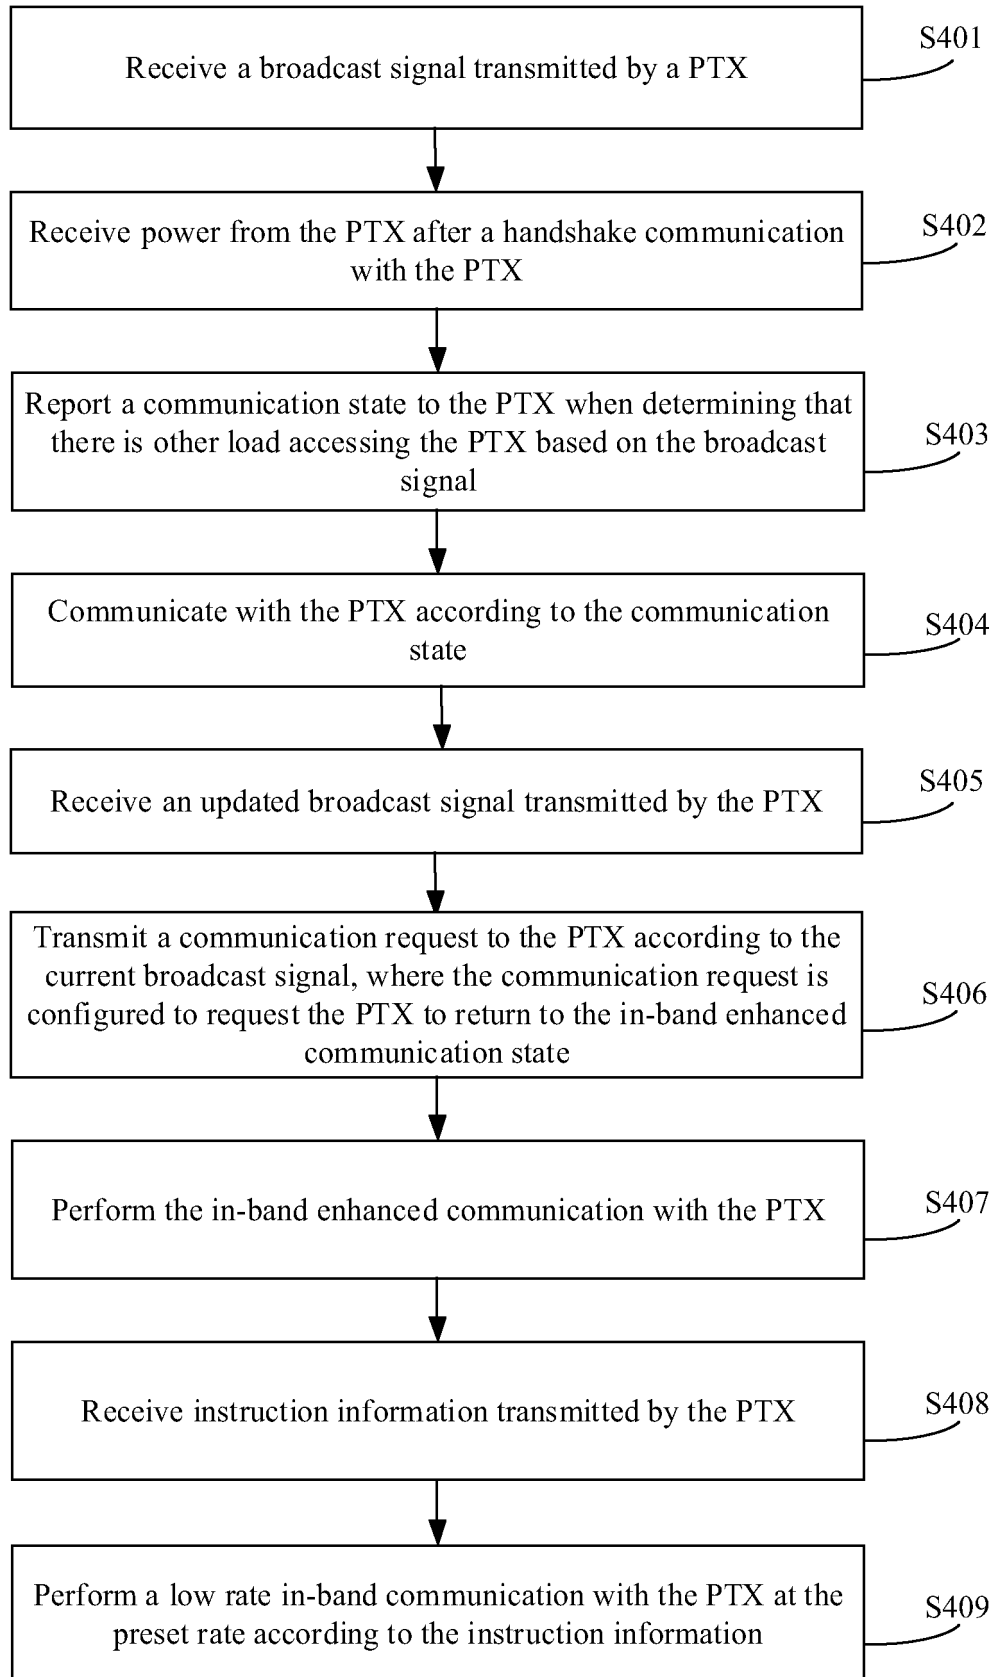 S401
Receive a broadcast signal transmitted by a PTX
S402
Receive power from the PTX after a handshake communication
with the PTX
Report a communication state to the PTX when determining that
there is other load accessing the PTX based on the broadcast
signal
S403
Communicate with the PTX according to the communication
state
S404
Receive an updated broadcast signal transmitted by the PTX
S405
Transmit a communication request to the PTX according to the
current broadcast signal, where the communication request is
configured to request the PTX to return to the in-band enhanced
communication state
S406
Perform the in-band enhanced communication with the PTX
S407
Receive instruction information transmitted by the PTX
S408
Perform a low rate in-band communication with the PTX at the
preset rate according to the instruction information
S409